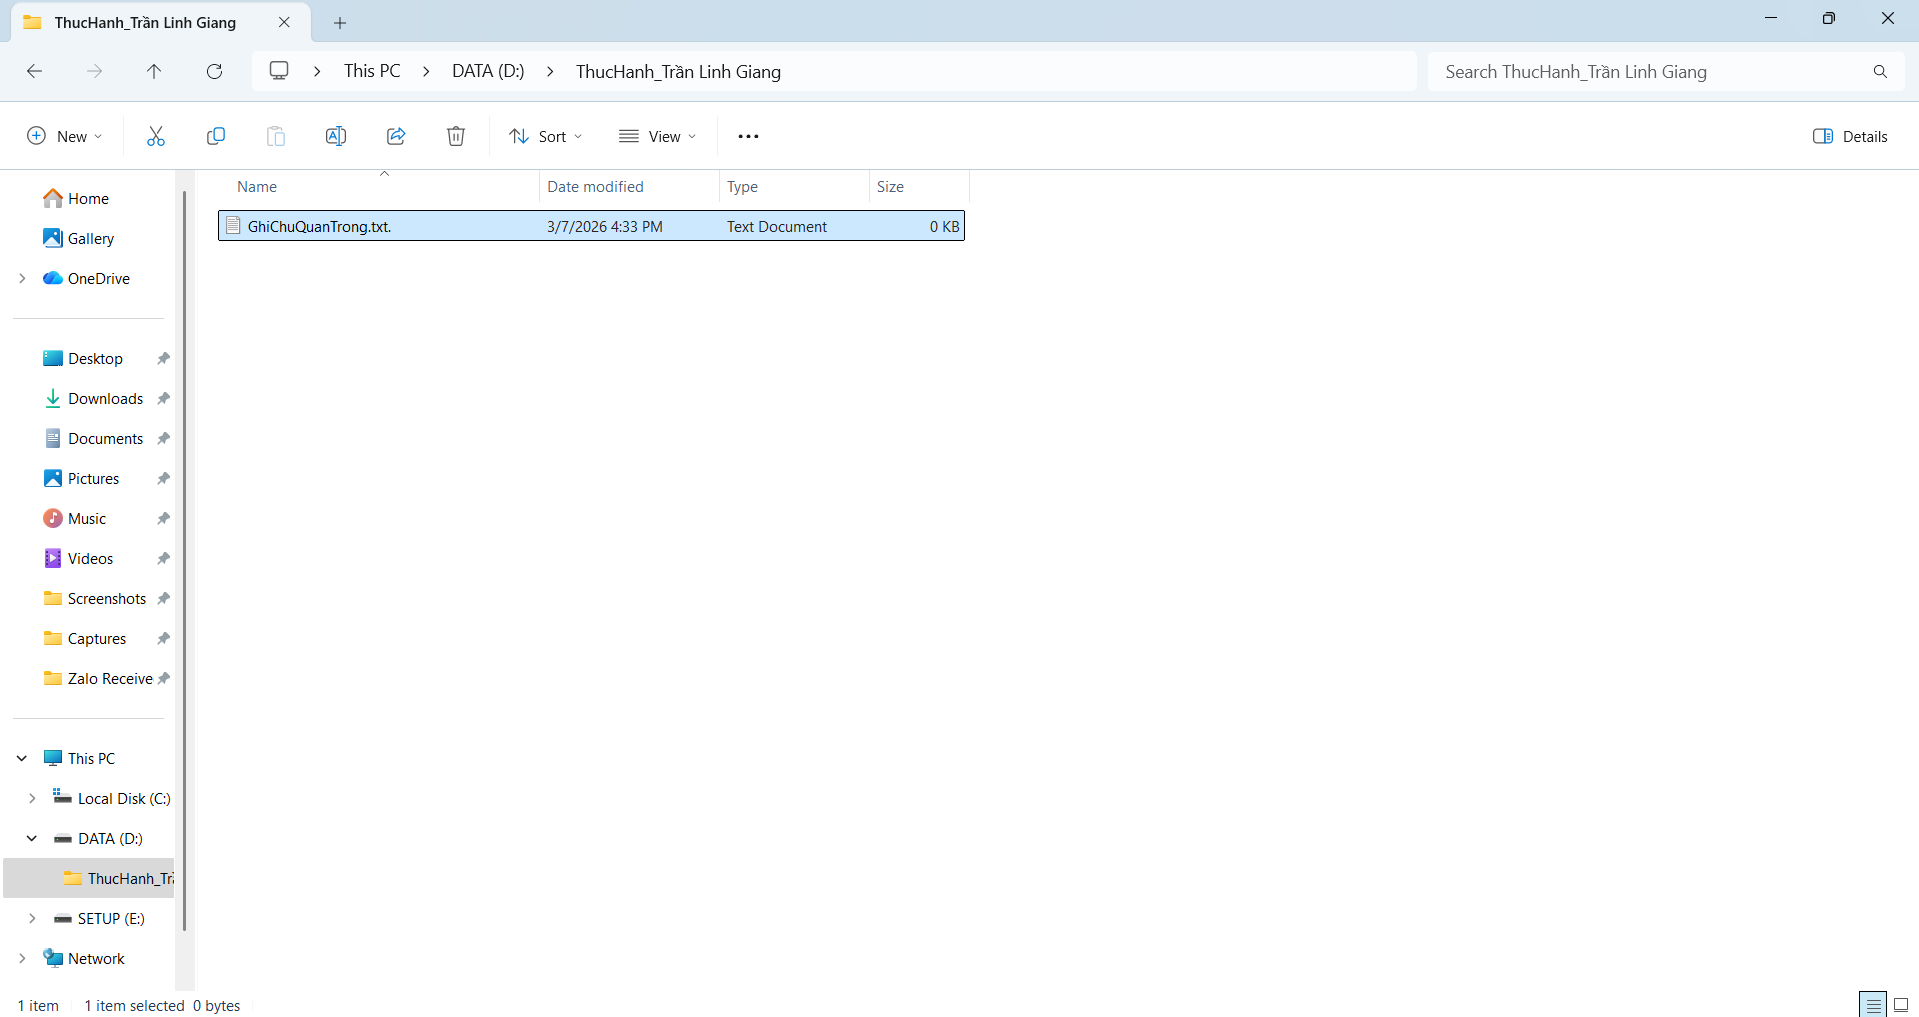 ThucHanh_Trần Linh Giang
This PC
DATA (D:)
ThucHanh_Trần Linh Giang
Search ThucHanh_Trần Linh Giang
New
Sort
View
Details
Name
Date modified
Type
Size
GhiChuQuanTrong.txt.
3/7/2026 4:33 PM
Text Document
0 KB
Home
Gallery
OneDrive
Desktop
Downloads
Documents
Pictures
Music
Videos
Screenshots
Captures
Zalo Receive
This PC
Local Disk (C:)
DATA (D:)
ThucHanh_Trầ
SETUP (E:)
Network
1 item
1 item selected 0 bytes